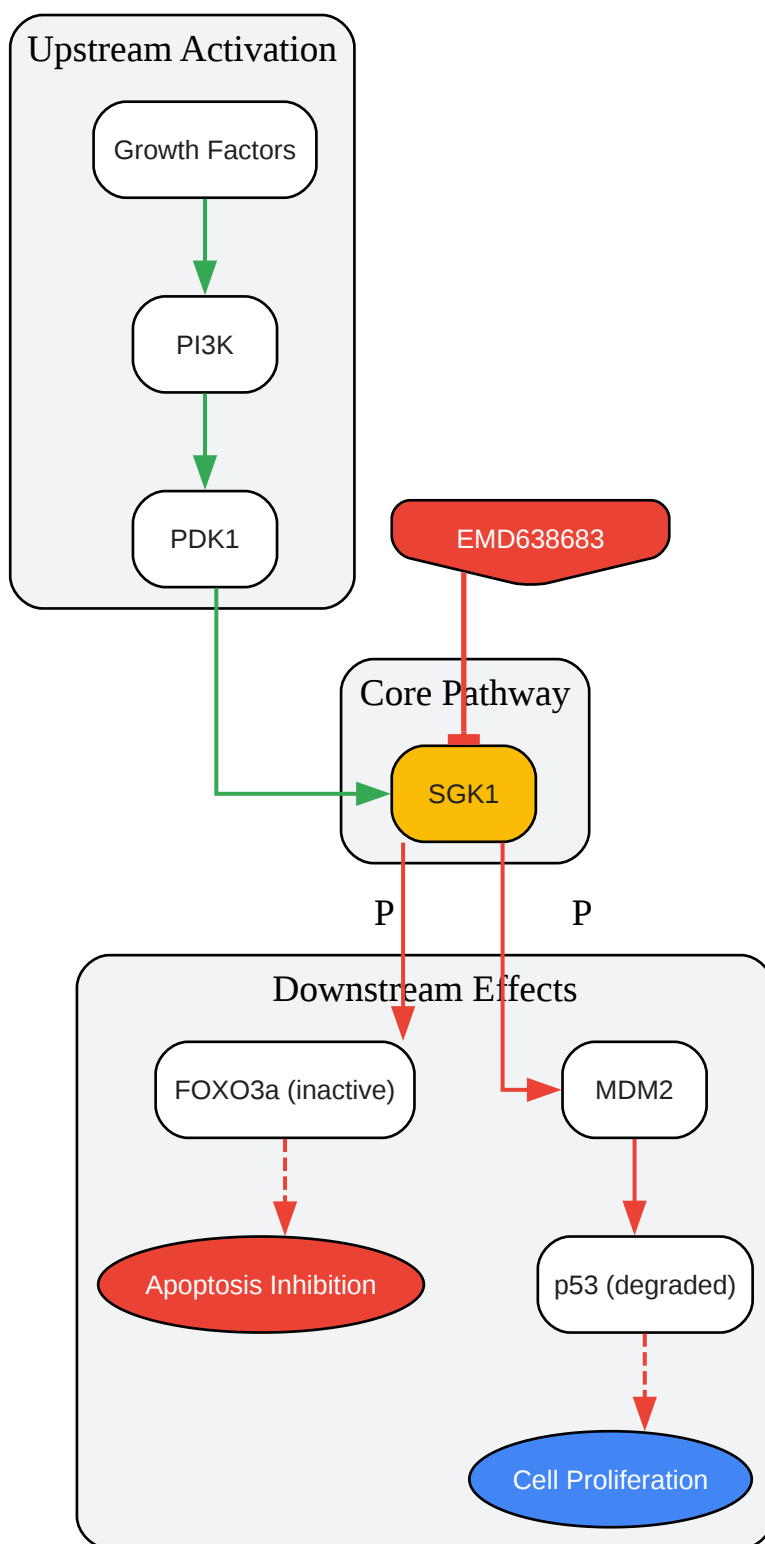 Upstream Activation
Growth Factors
PI3K
PDK1
EMD638683
Core Pathway
SGK1
P
P
Downstream Effects
FOXO3a (inactive)
MDM2
Apoptosis Inhibition
p53 (degraded)
Cell Proliferation